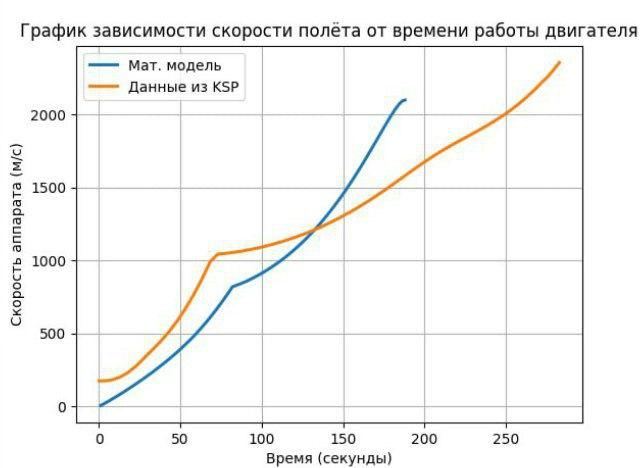 График зависимости скорости полёта от времени работы двигателя
Мат. модель
Данные из KSP
2000
1500
1000
500
0
Скорость аппарата (м/с)
0 50 100 150 200 250
Время (секунды)